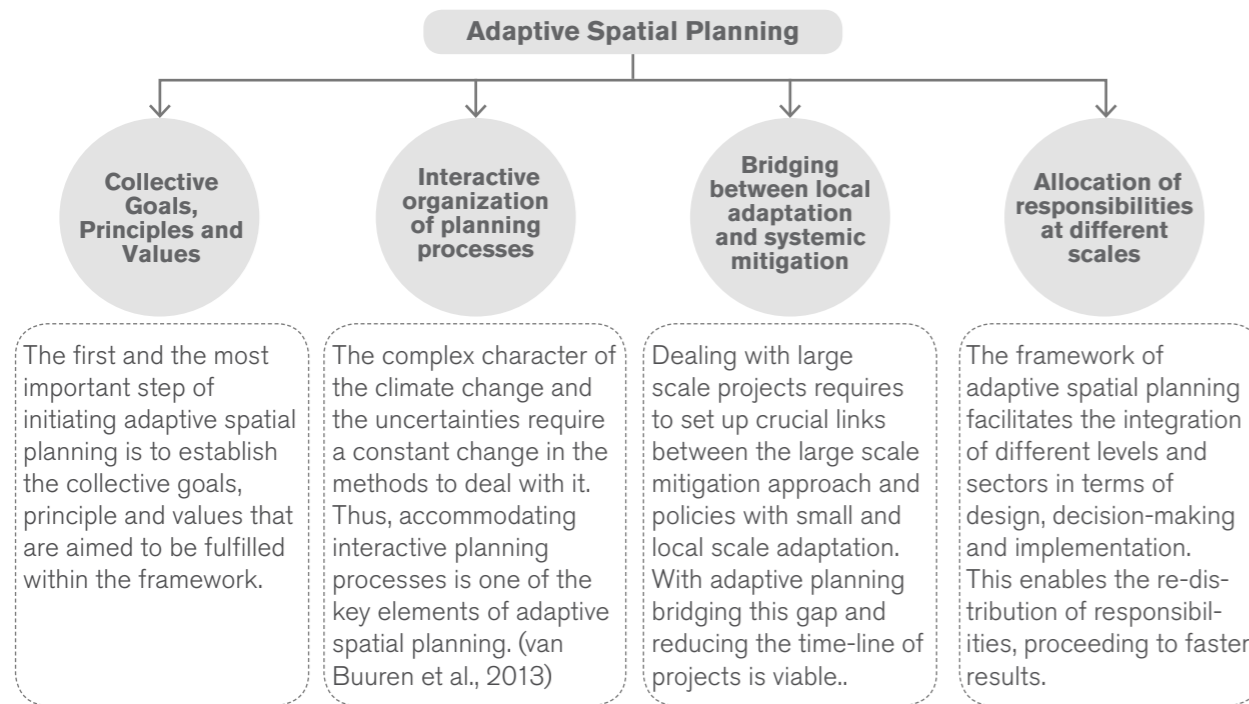 Adaptive Spatial Planning
Collective
Goals,
Principles and
Values
Interactive
organization
of planning
processes
Bridging
between local
adaptation
and systemic
mitigation
Allocation of
responsibilities
at different
scales
The first and the most
important step of
initiating adaptive spatial
planning is to establish
the collective goals,
principle and values that
are aimed to be fulfilled
within the framework.
The complex character of
the climate change and
the uncertainties require
a constant change in the
methods to deal with it.
Thus, accommodating
interactive planning
processes is one of the
key elements of adaptive
spatial planning. (van
Buuren et al., 2013)
Dealing with large
scale projects requires
to set up crucial links
between the large scale
mitigation approach and
policies with small and
local scale adaptation.
With adaptive planning
bridging this gap and
reducing the time-line of
projects is viable..
The framework of
adaptive spatial planning
facilitates the integration
of different levels and
sectors in terms of
design, decision-making
and implementation.
This enables the re-dis-
tribution of responsibil-
ities, proceeding to faster
results.